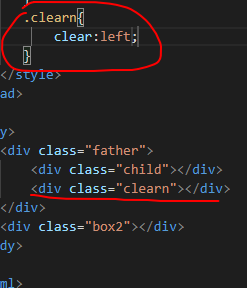 .clearn{
clear:left;
}
</style>
ad>
y>
<div class="father">
<div class="child"></div>
<div class="clearn"></div>
</div>
<div class="box2"></div>
dy>
ml>